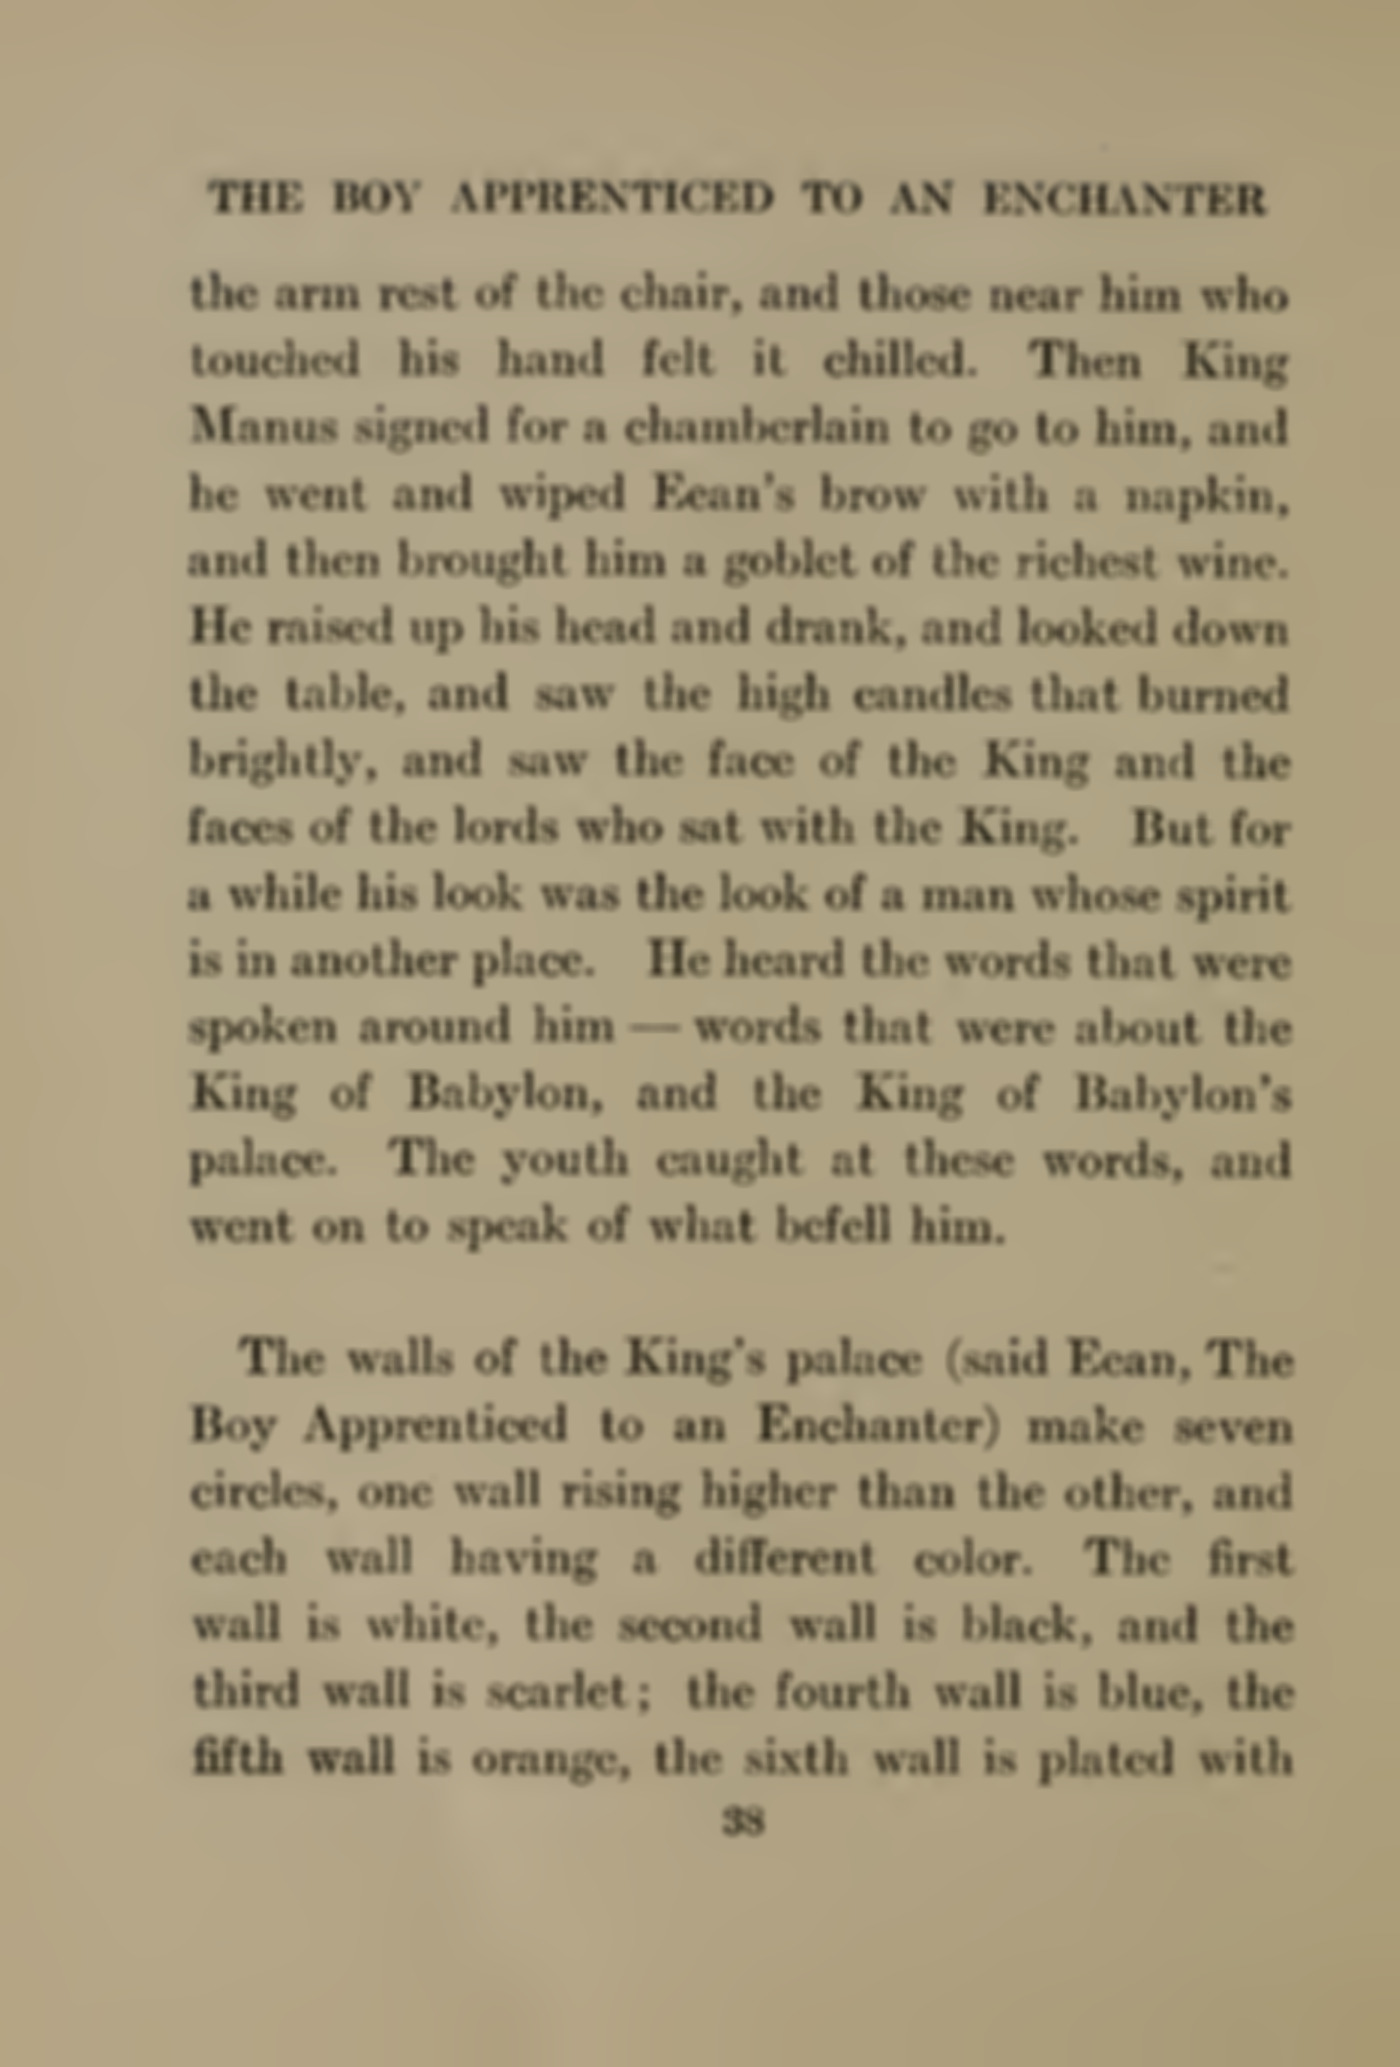 THE BOY APPRENTICED TO AN ENCHANTER
the arm rest of the chair, and those near him who
touched his hand felt it chilled. Then King
Manus signed for a chamberlain to go to him, and
he went and wiped Eean's brow with a napkin,
and then brought him a goblet of the richest wine.
He raised up his head and drank, and looked down
the table, and saw the high candles that burned
brightly, and saw the face of the King and the
faces of the lords who sat with the King. But for
a while his look was the look of a man whose spirit
is in another place. He heard the words that were
spoken around him — words that were about the
King of Babylon, and the King of Babylon's
palace. The youth caught at these words, and
went on to speak of what befell him.
The walls of the King's palace (said Eean, The
Boy Apprenticed to an Enchanter) make seven
circles, one wall rising higher than the other, and
each wall having a different color. The first
wall is white, the second wall is black, and the
third wall is scarlet; the fourth wall is blue, the
fifth wall is orange, the sixth wall is plated with
38